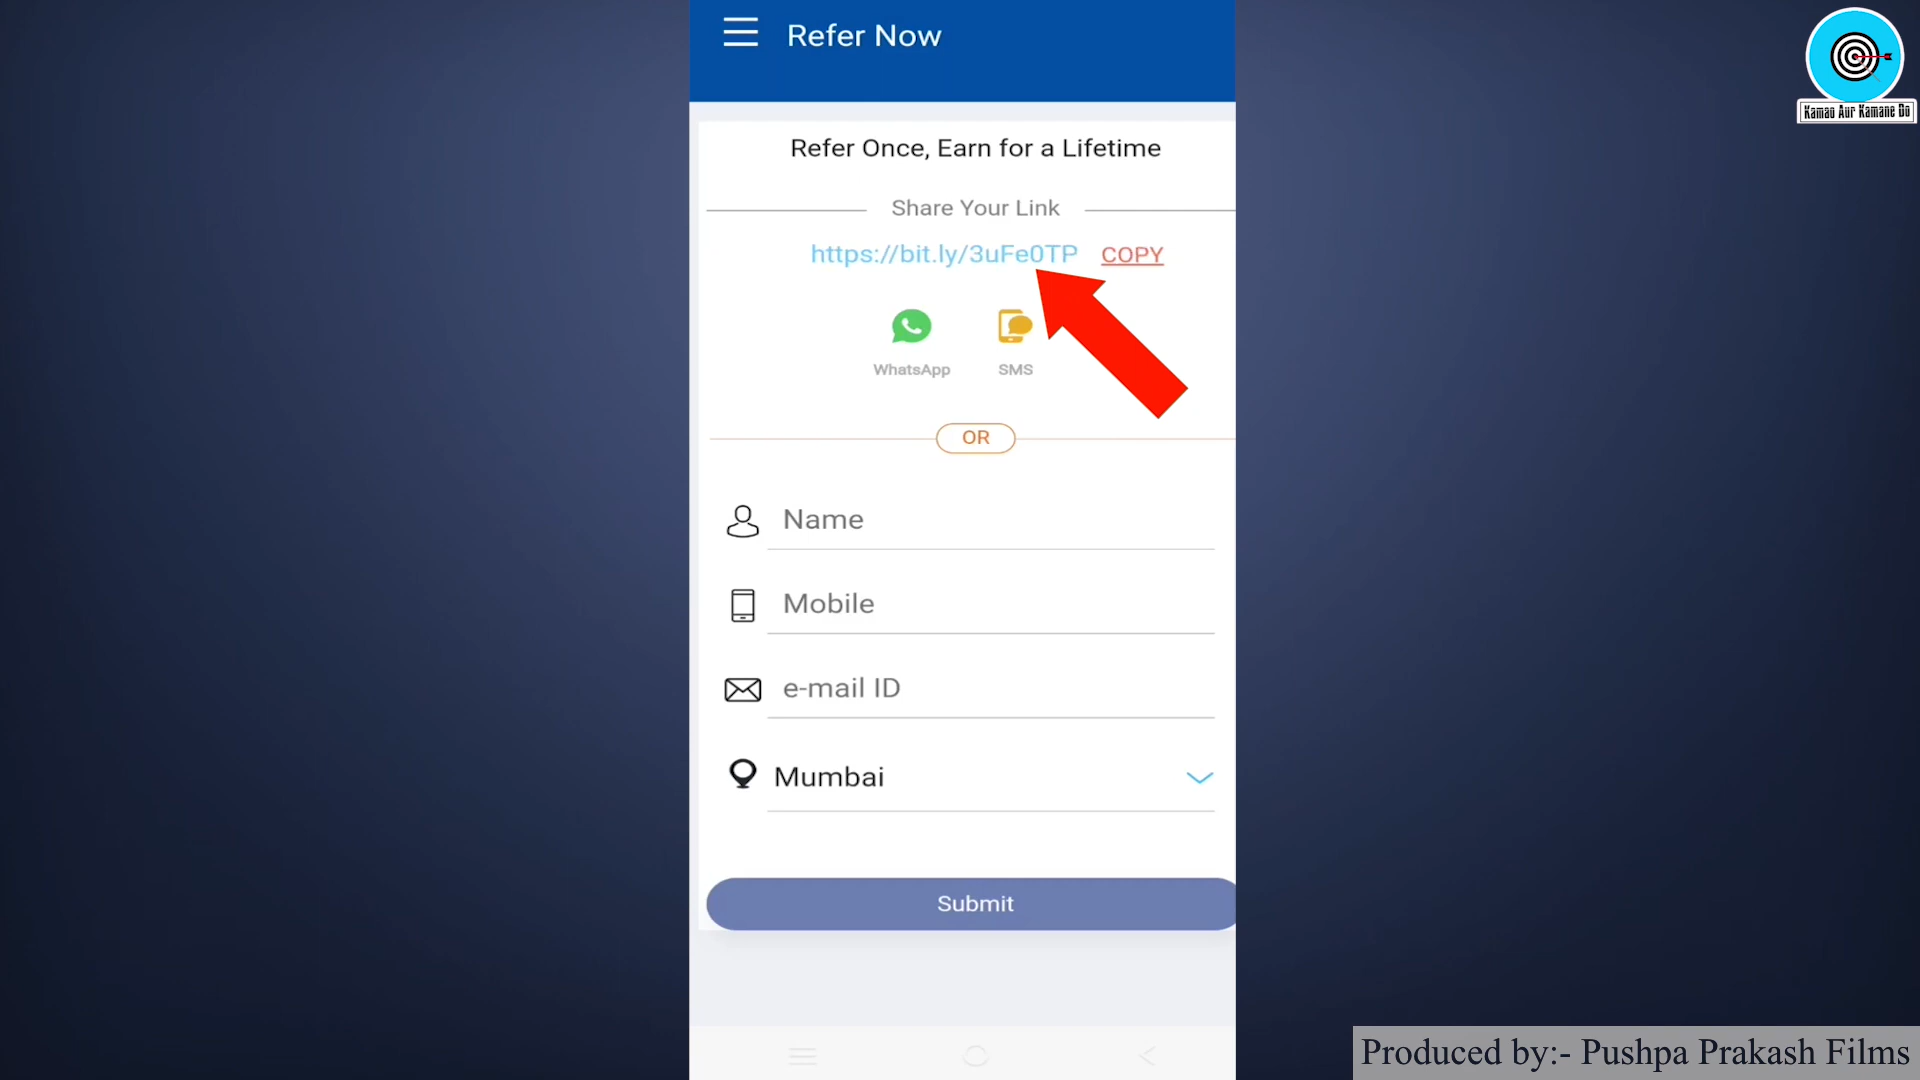 Refer Now
Kamao Aur Kamane Do
Refer Once, Earn for a Lifetime
Share Your Link
https://bit.ly/3uFe0TP COPY
WhatsApp SMS
OR
Name
Mobile
e-mail ID
Mumbai
Submit
Produced by:- Pushpa Prakash Films